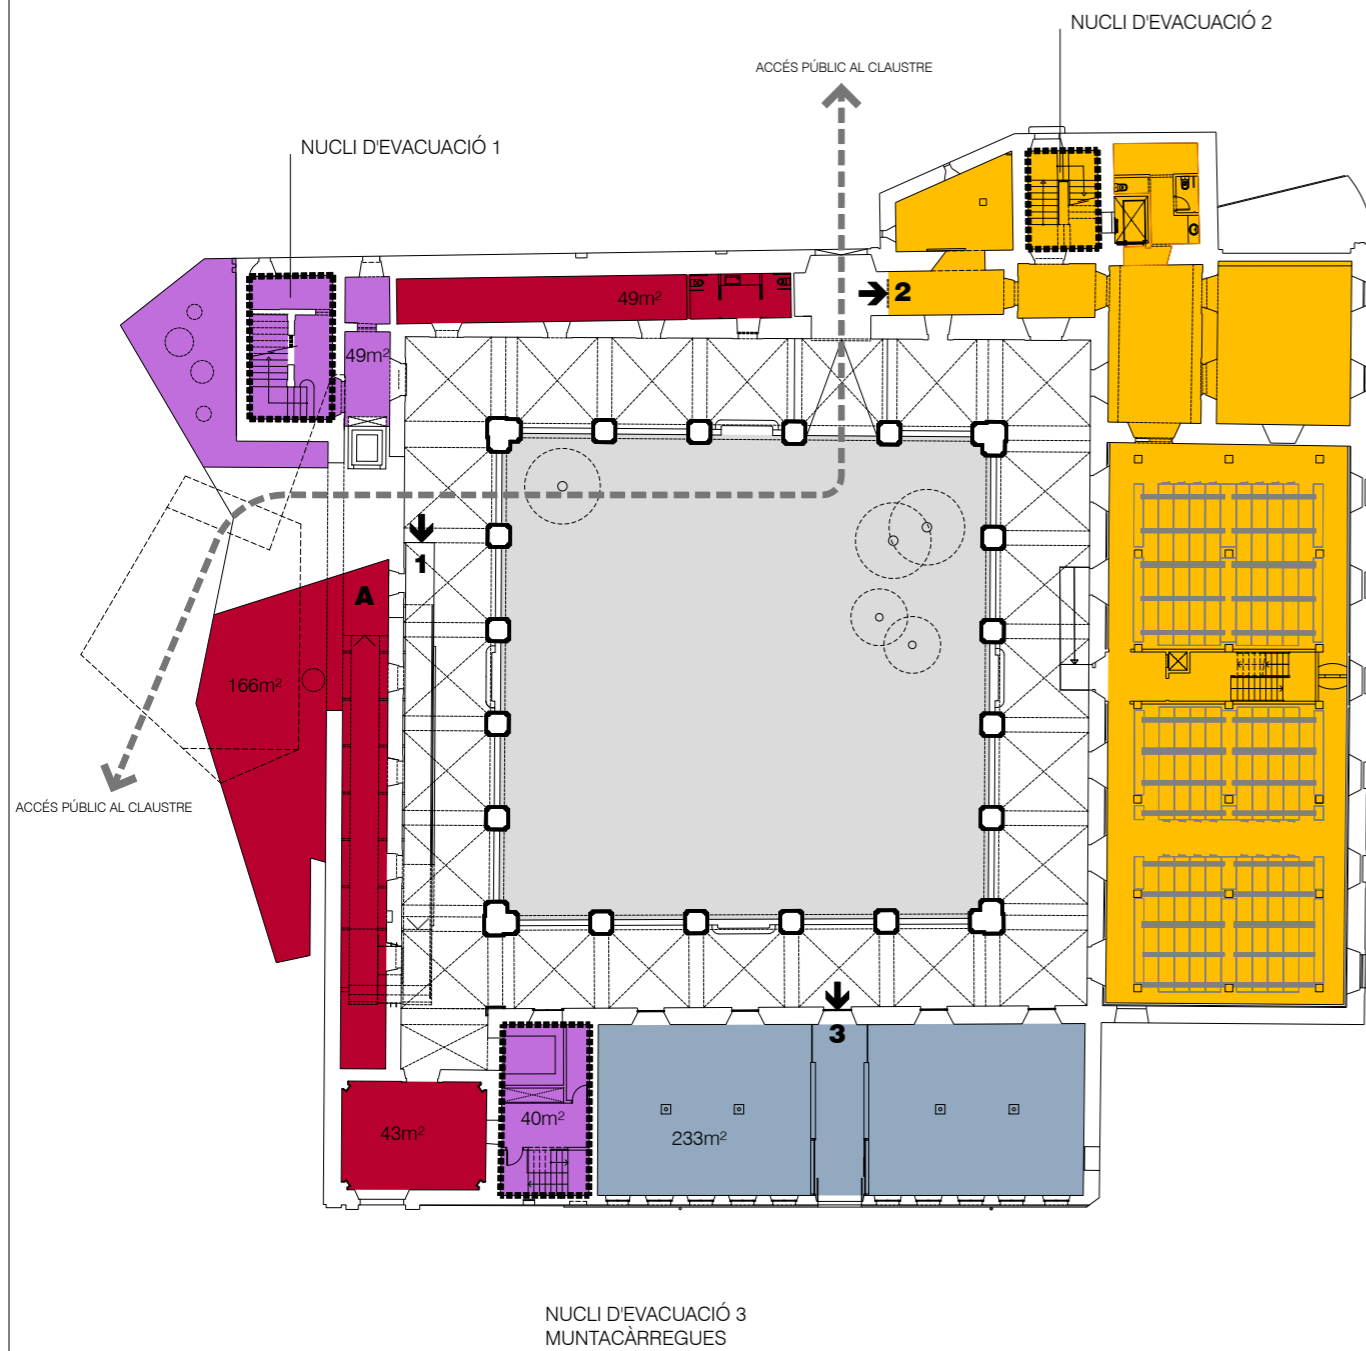 NUCLI D'EVACUACIÓ 2
ACCÉS PÚBLIC AL CLAUSTRE
NUCLI D'EVACUACIÓ 1
2
49m²
49m²
1
A
166m²
ACCÉS PÚBLIC AL CLAUSTRE
3
40m²
43m²
233m²
NUCLI D'EVACUACIÓ 3
MUNTACÀRREGUES